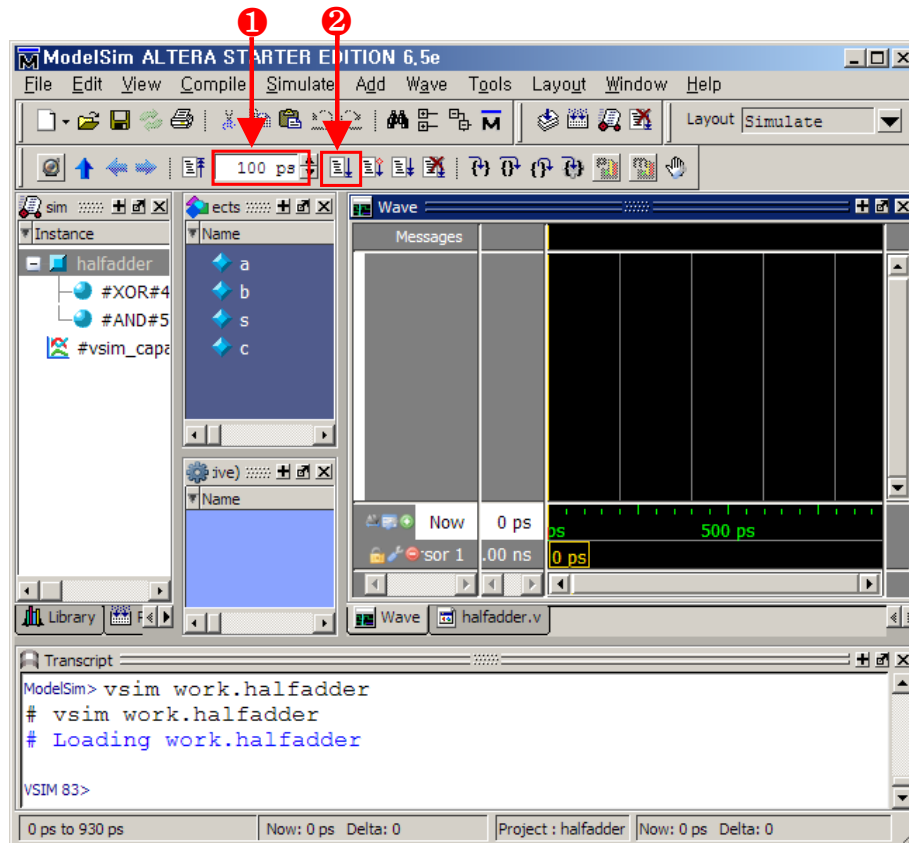 ❶ ❷
ModelSim ALTERA STARTER EDITION 6.5e
File Edit View Compile Simulate Add Wave Tools Layout Window Help
Layout Simulate
100 ps
sim
ects
Wave
Instance
Name
Messages
halfadder
a
#XOR#4
b
#AND#5
s
#vsim_capa
c
:ive)
Name
Now 0 ps
ps 500 ps
sor 1 .00 ns 0 ps
Library
Wave halfadder.v
Transcript
ModelSim> vsim work.halfadder
# vsim work.halfadder
# Loading work.halfadder
VSIM 83>
0 ps to 930 ps Now: 0 ps Delta: 0 Project : halfadder Now: 0 ps Delta: 0